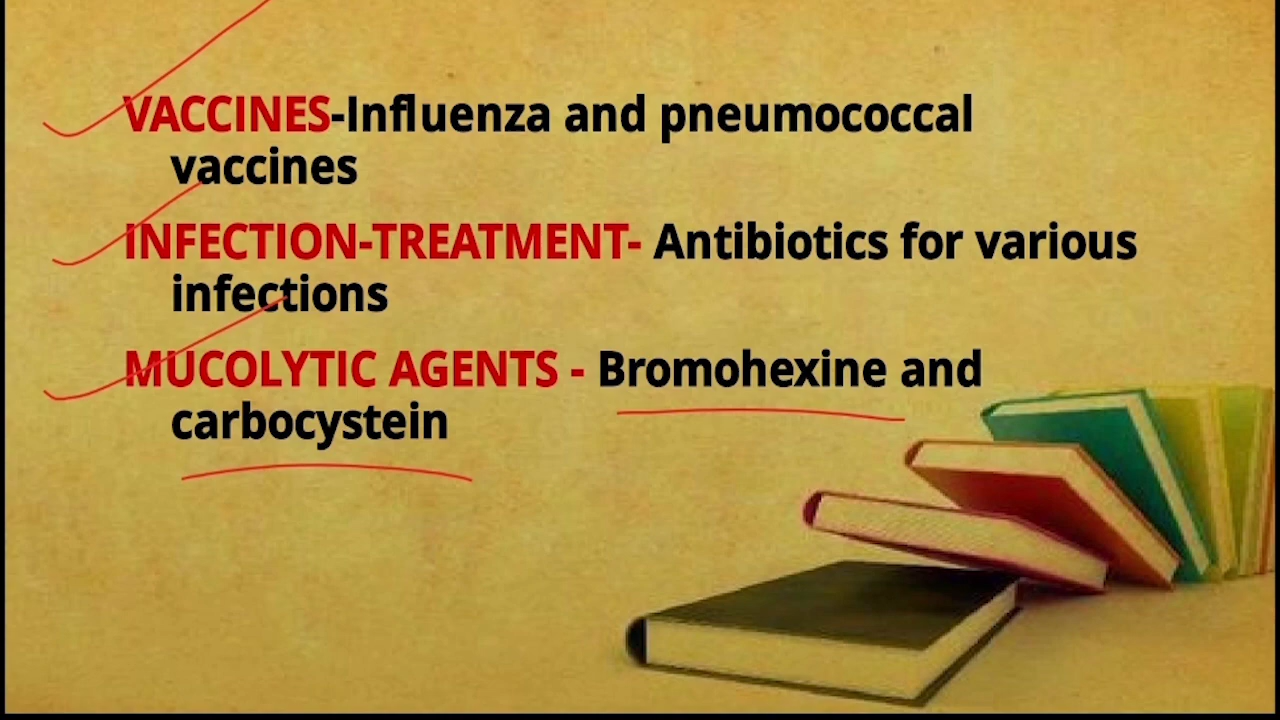 VACCINES-Influenza and pneumococcal
vaccines
INFECTION-TREATMENT- Antibiotics for various
infections
MUCOLYTIC AGENTS - Bromohexine and
carbocystein